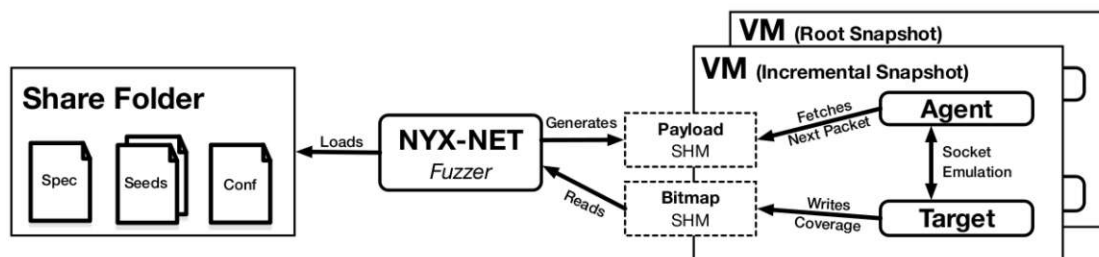 VM (Root Snapshot)
VM (Incremental Snapshot)
Share Folder
Spec
Seeds
Conf
Loads
NYX-NET
Fuzzer
Generates
Reads
Payload
SHM
Bitmap
SHM
Fetches
Next Packet
Agent
Socket
Emulation
Writes
Coverage
Target